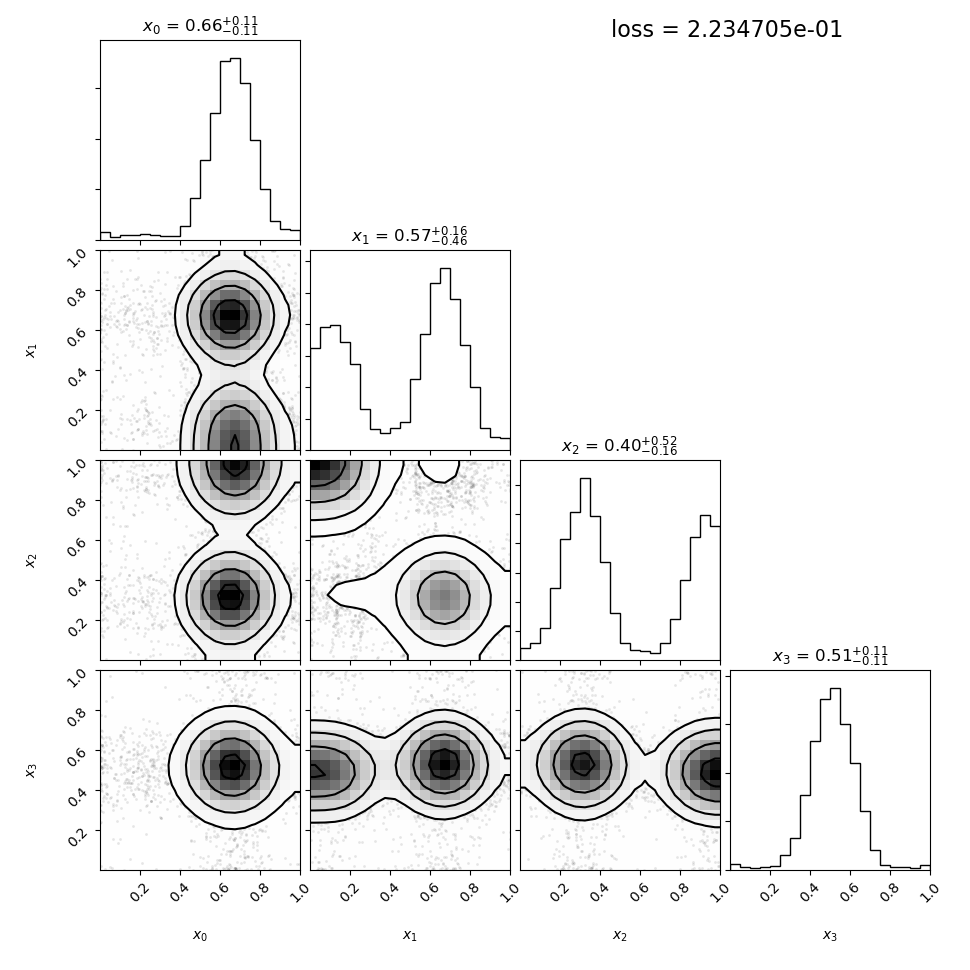 loss = 2.234705e-01
x₀ = 0.66+0.11−0.11
x₁ = 0.57+0.16−0.46
1.0
0.8
0.6
0.4
0.2
x₁
x₂ = 0.40+0.52−0.16
1.0
0.8
0.6
0.4
0.2
x₂
x₃ = 0.51+0.11−0.11
1.0
0.8
0.6
0.4
0.2
x₃
0.2 0.4 0.6 0.8 1.0 0.2 0.4 0.6 0.8 1.0 0.2 0.4 0.6 0.8 1.0 0.2 0.4 0.6 0.8 1.0
x₀ x₁ x₂ x₃